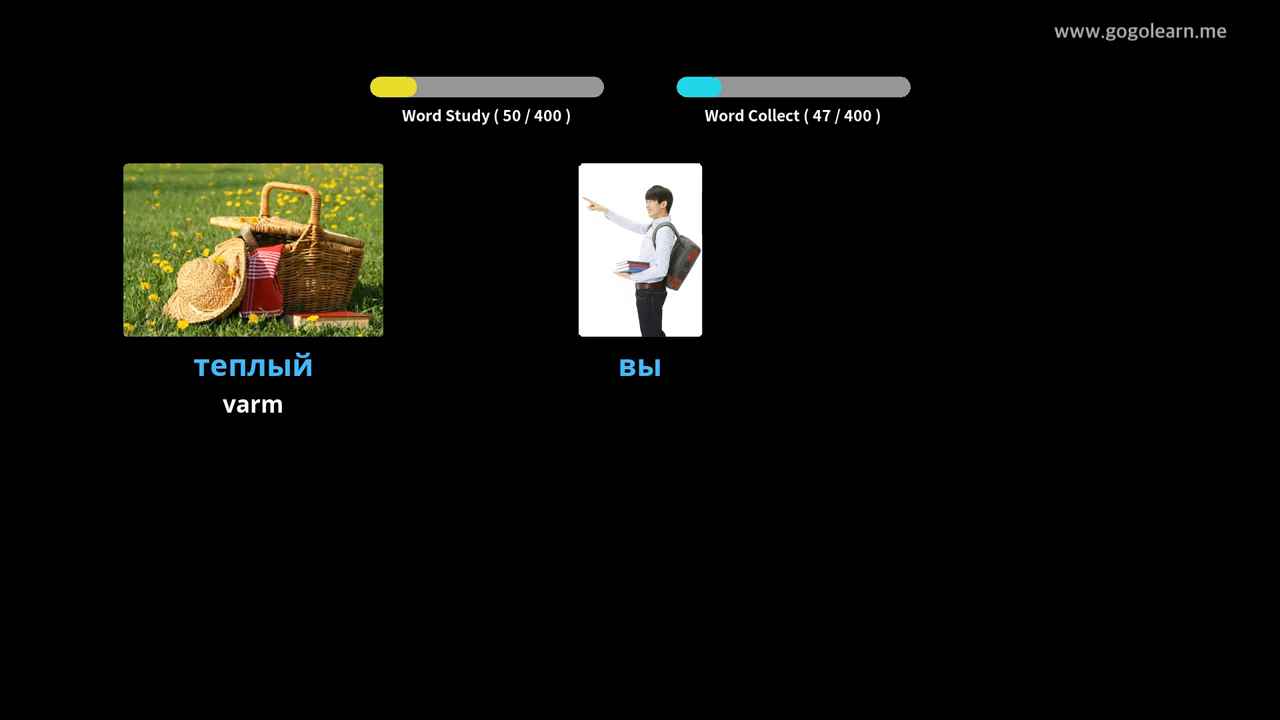 www.gogolearn.me
Word Study ( 50 / 400 )
Word Collect ( 47 / 400 )
теплый
вы
varm